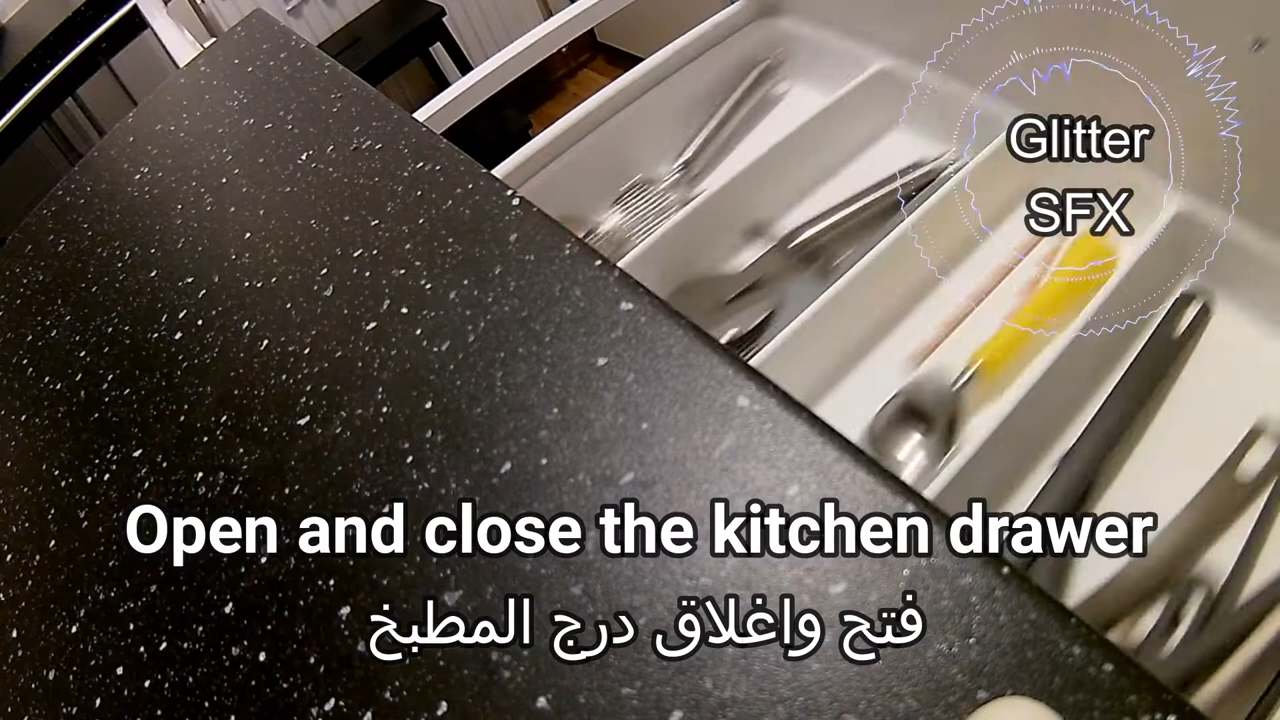 Glitter
SFX
Open and close the kitchen drawer
فتح واغلاق درج المطبخ